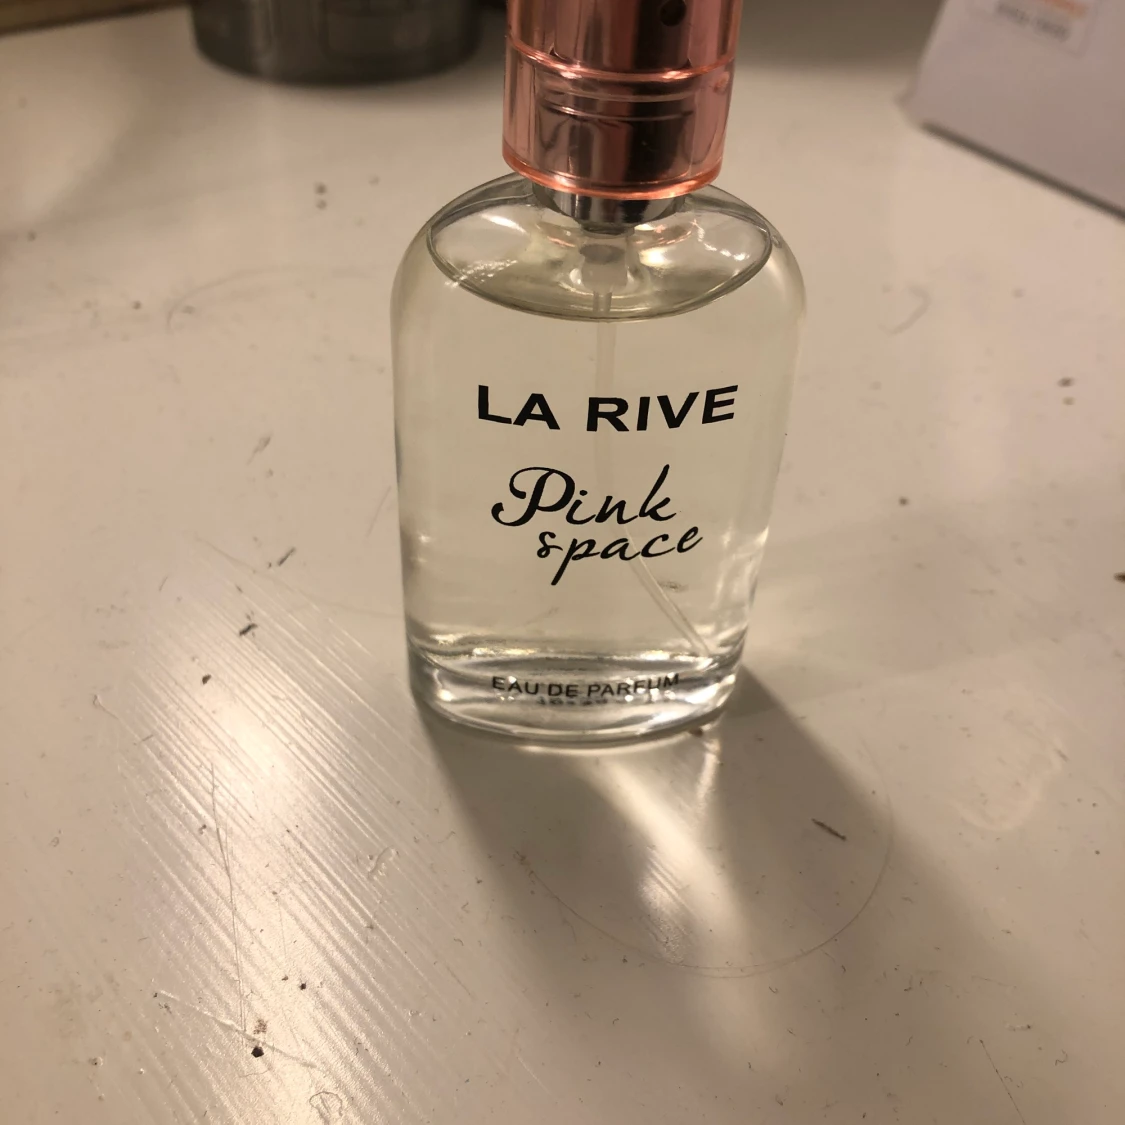 LA RIVE
Pink
space
EAU DE PARFUM